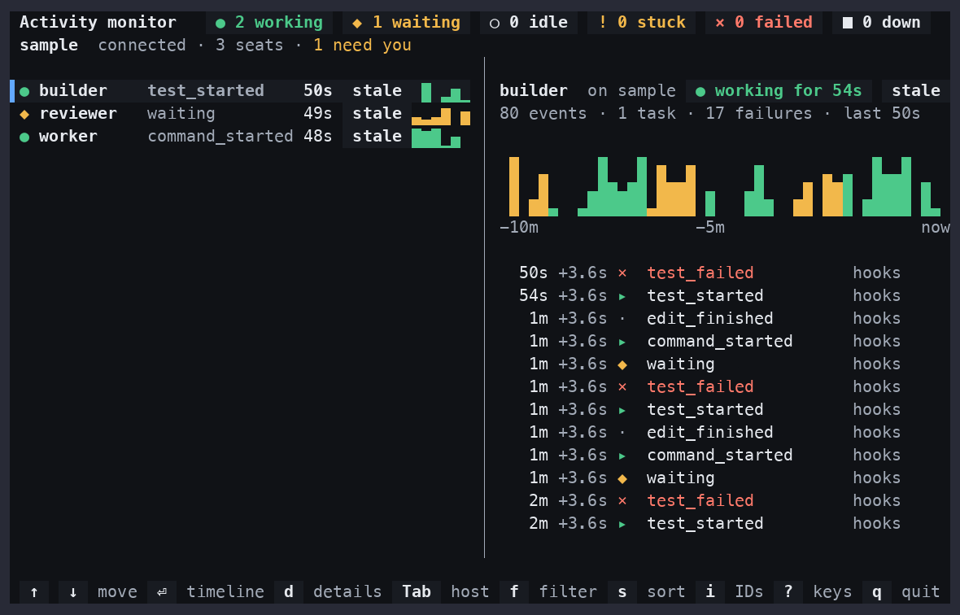 Activity monitor ● 2 working ◆ 1 waiting ○ 0 idle ! 0 stuck × 0 failed ■ 0 down
sample connected · 3 seats · 1 need you
● builder test_started 50s stale
◆ reviewer waiting 49s stale
● worker command_started 48s stale
builder on sample ● working for 54s stale
80 events · 1 task · 17 failures · last 50s
−10m −5m now
50s +3.6s × test_failed hooks
54s +3.6s ▸ test_started hooks
1m +3.6s · edit_finished hooks
1m +3.6s ▸ command_started hooks
1m +3.6s ◆ waiting hooks
1m +3.6s × test_failed hooks
1m +3.6s ▸ test_started hooks
1m +3.6s · edit_finished hooks
1m +3.6s ▸ command_started hooks
1m +3.6s ◆ waiting hooks
2m +3.6s × test_failed hooks
2m +3.6s ▸ test_started hooks
↑ ↓ move ⏎ timeline d details Tab host f filter s sort i IDs ? keys q quit